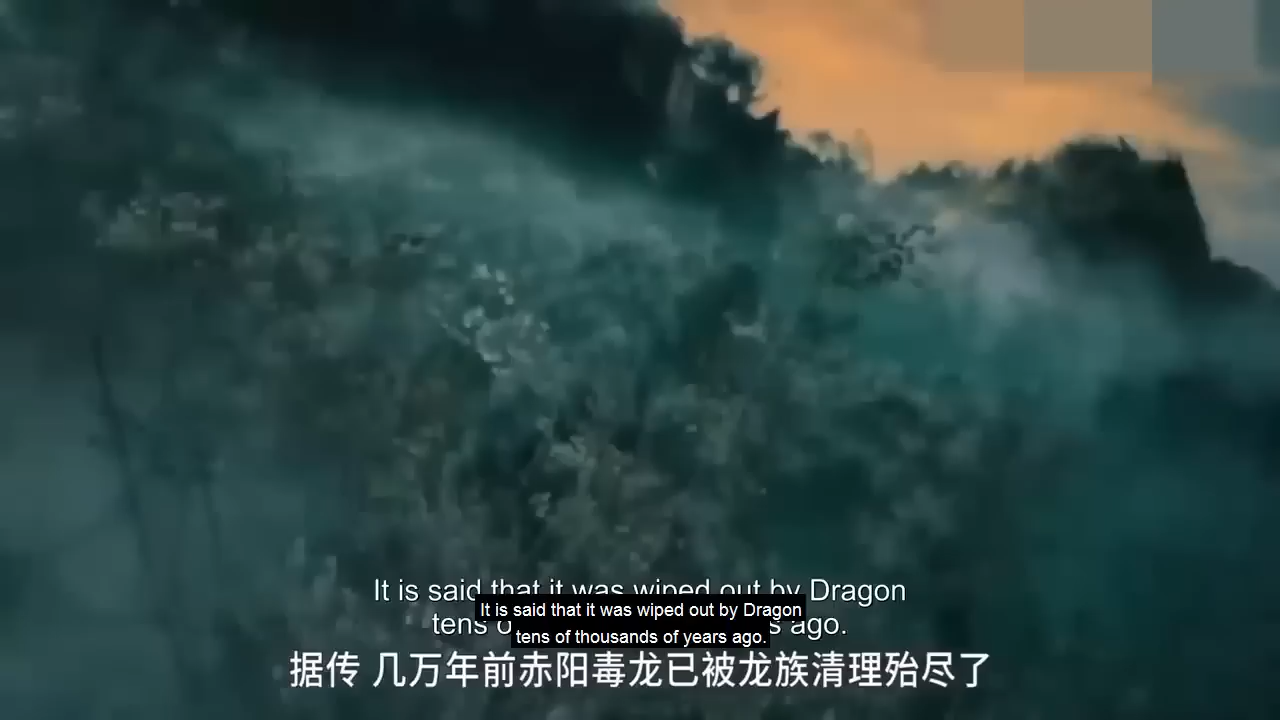 It is said that it was wiped out by Dragon
It is said that it was wiped out by Dragon
tens of thousands of years ago.
tens o s ago.
据传 几万年前赤阳毒龙已被龙族清理殆尽了